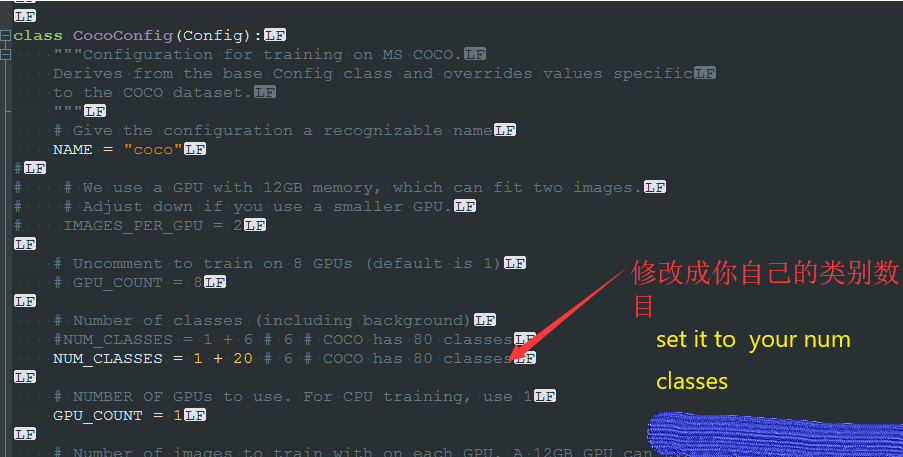 LF
LF
class CocoConfig(Config):LF
"""Configuration for training on MS COCO.LF
Derives from the base Config class and overrides values specificLF
to the COCO dataset.LF
"""LF
# Give the configuration a recognizable nameLF
NAME = "coco"LF
#LF
# # We use a GPU with 12GB memory, which can fit two images.LF
# # Adjust down if you use a smaller GPU.LF
# IMAGES_PER_GPU = 2LF
LF
# Uncomment to train on 8 GPUs (default is 1)LF
# GPU_COUNT = 8LF
LF
# Number of classes (including background)LF
#NUM_CLASSES = 1 + 6 # 6 # COCO has 80 classesLF
NUM_CLASSES = 1 + 20 # 6 # COCO has 80 classesLF
LF
# NUMBER OF GPUs to use. For CPU training, use 1LF
GPU_COUNT = 1LF
LF
# Number of images to train with on each GPU. A 12GB GPU can
修改成你自己的类别数
目
set it to your num
classes